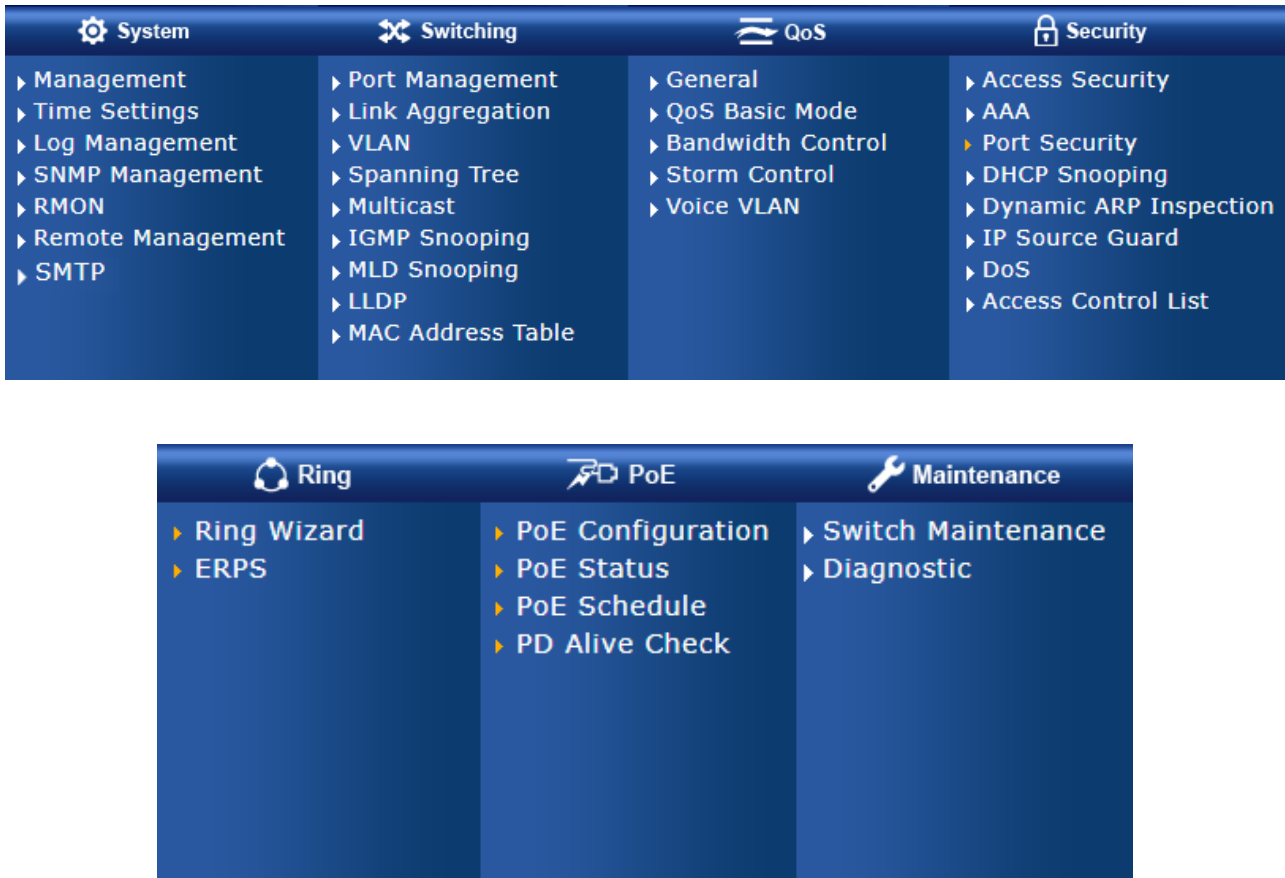 System
Management
Time Settings
Log Management
SNMP Management
RMON
Remote Management
SMTP
Switching
Port Management
Link Aggregation
VLAN
Spanning Tree
Multicast
IGMP Snooping
MLD Snooping
LLDP
MAC Address Table
QoS
General
QoS Basic Mode
Bandwidth Control
Storm Control
Voice VLAN
Security
Access Security
AAA
Port Security
DHCP Snooping
Dynamic ARP Inspection
IP Source Guard
DoS
Access Control List
Ring
Ring Wizard
ERPS
PoE
PoE Configuration
PoE Status
PoE Schedule
PD Alive Check
Maintenance
Switch Maintenance
Diagnostic